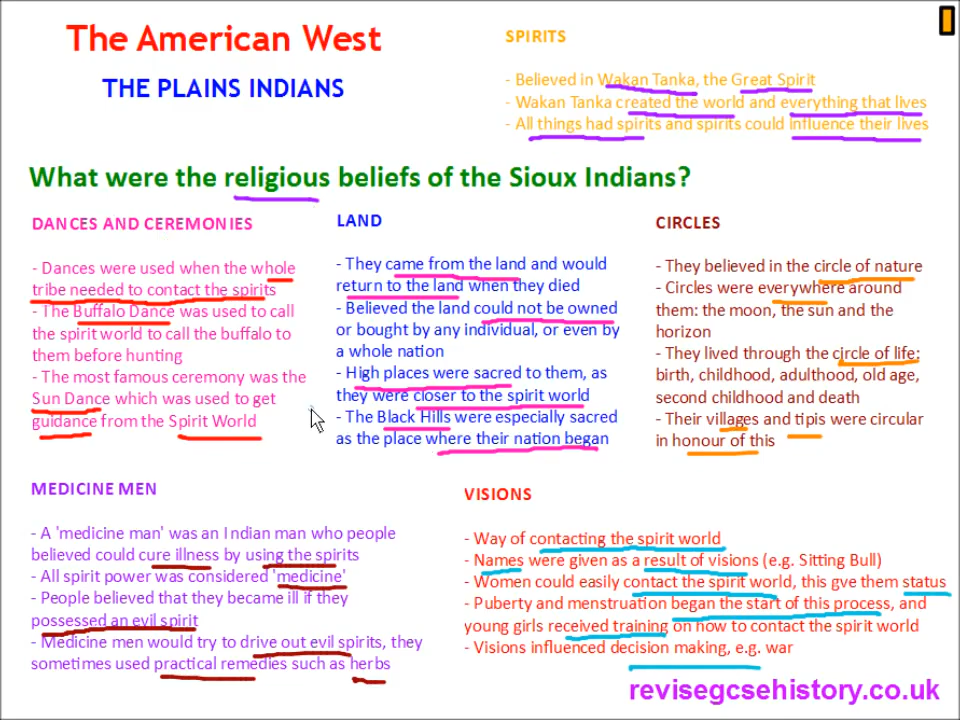 The American West
THE PLAINS INDIANS
SPIRITS
- Believed in Wakan Tanka, the Great Spirit
- Wakan Tanka created the world and everything that lives
- All things had spirits and spirits could influence their lives
What were the religious beliefs of the Sioux Indians?
DANCES AND CEREMONIES
- Dances were used when the whole
tribe needed to contact the spirits
- The Buffalo Dance was used to call
the spirit world to call the buffalo to
them before hunting
- The most famous ceremony was the
Sun Dance which was used to get
guidance from the Spirit World
LAND
- They came from the land and would
return to the land when they died
- Believed the land could not be owned
or bought by any individual, or even by
a whole nation
- High places were sacred to them, as
they were closer to the spirit world
- The Black Hills were especially sacred
as the place where their nation began
CIRCLES
- They believed in the circle of nature
- Circles were everywhere around
them: the moon, the sun and the
horizon
- They lived through the circle of life:
birth, childhood, adulthood, old age,
second childhood and death
- Their villages and tipis were circular
in honour of this
MEDICINE MEN
- A 'medicine man' was an Indian man who people
believed could cure illness by using the spirits
- All spirit power was considered 'medicine'
- People believed that they became ill if they
possessed an evil spirit
- Medicine men would try to drive out evil spirits, they
sometimes used practical remedies such as herbs
VISIONS
- Way of contacting the spirit world
- Names were given as a result of visions (e.g. Sitting Bull)
- Women could easily contact the spirit world, this gve them status
- Puberty and menstruation began the start of this process, and
young girls received training on how to contact the spirit world
- Visions influenced decision making, e.g. war
revisegcsehistory.co.uk